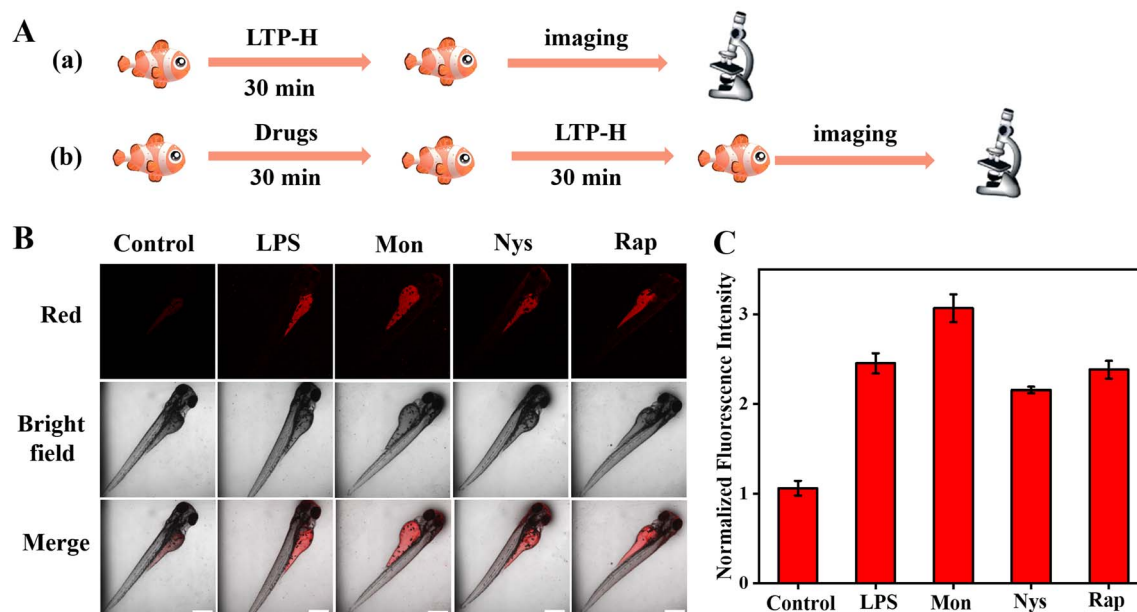 A
(a)
LTP-H
30 min
imaging
(b)
Drugs
30 min
LTP-H
30 min
imaging
B
Control LPS Mon Nys Rap
Red
Bright
field
Merge
C
Normalized Fluorescence Intensity
3
2
1
0
Control LPS Mon Nys Rap